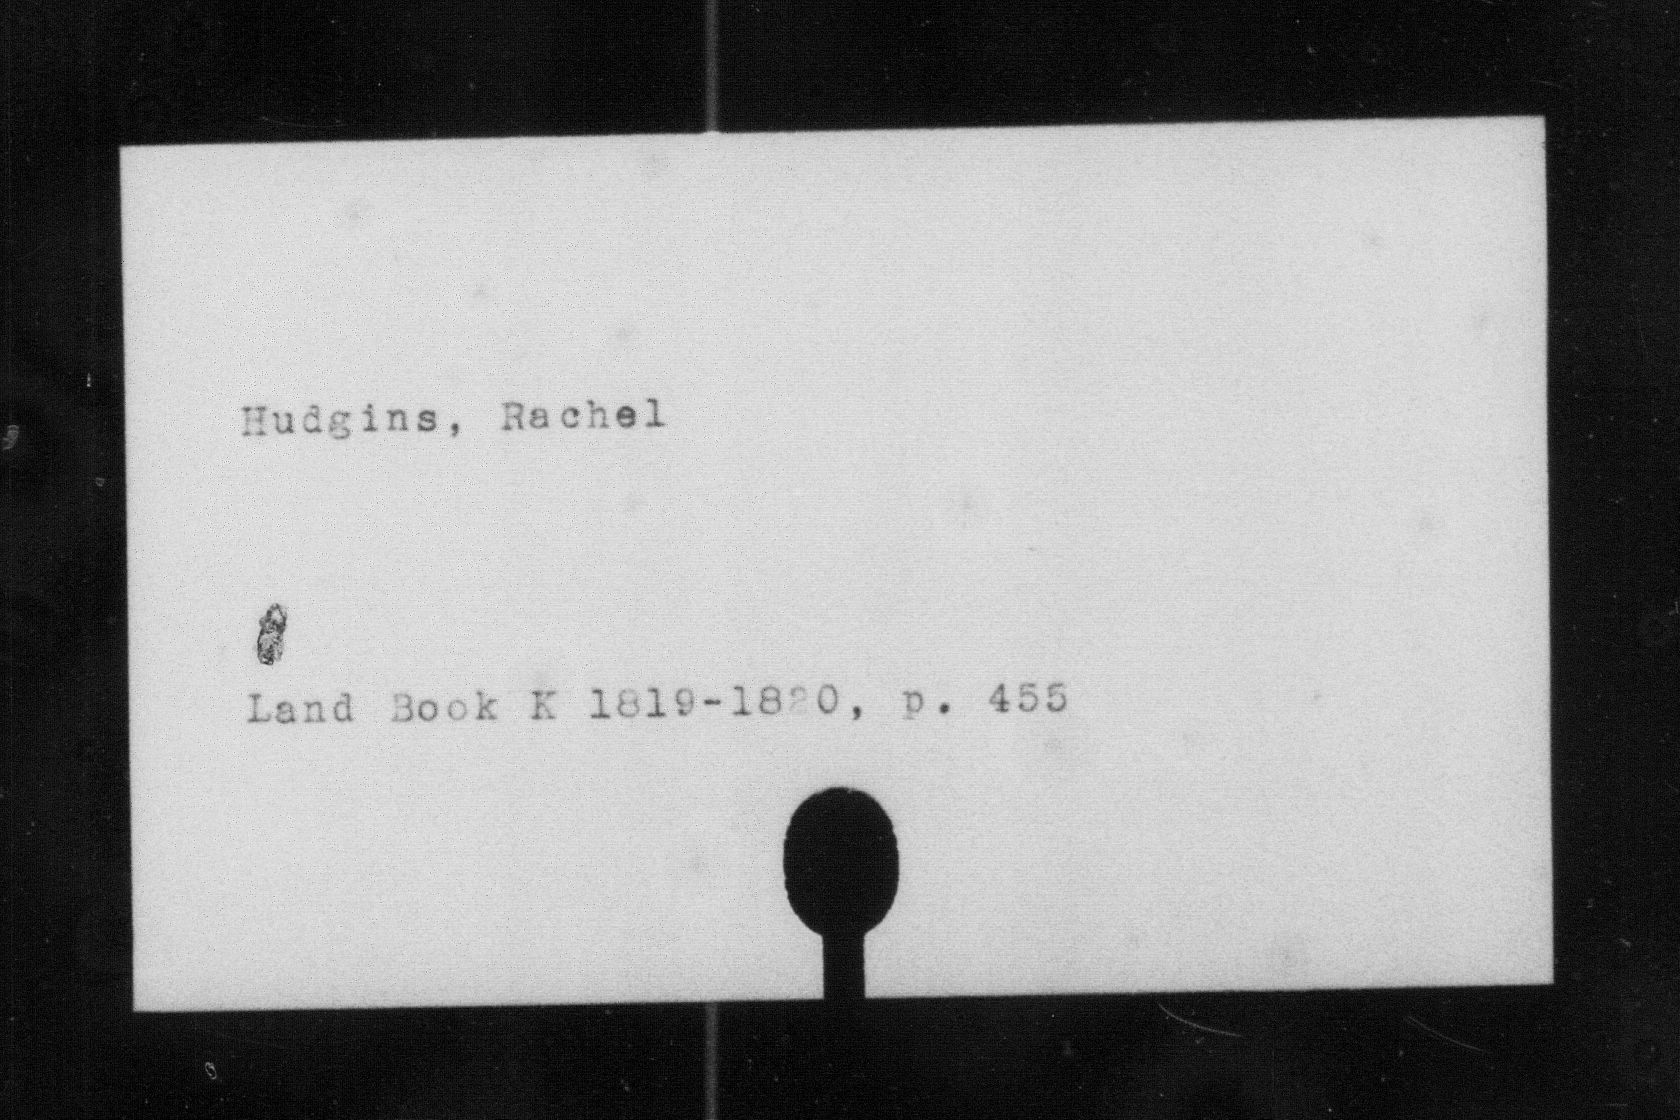 Hudgins, Rachel
Land Book K 1819-1820, p. 455